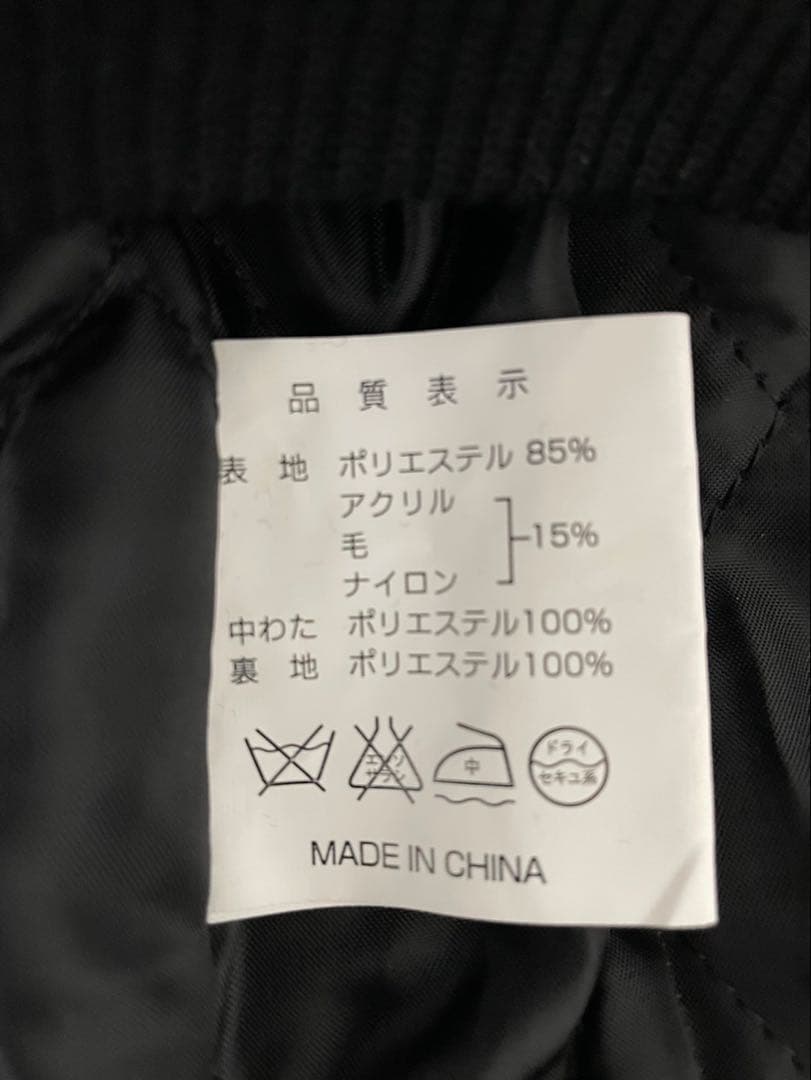 品質表示
表地 ポリエステル 85%
アクリル
毛
15%
ナイロン
中わた ポリエステル100%
裏地 ポリエステル100%
エンソ
サラシ
中
ドライ
セキユ系
MADE IN CHINA